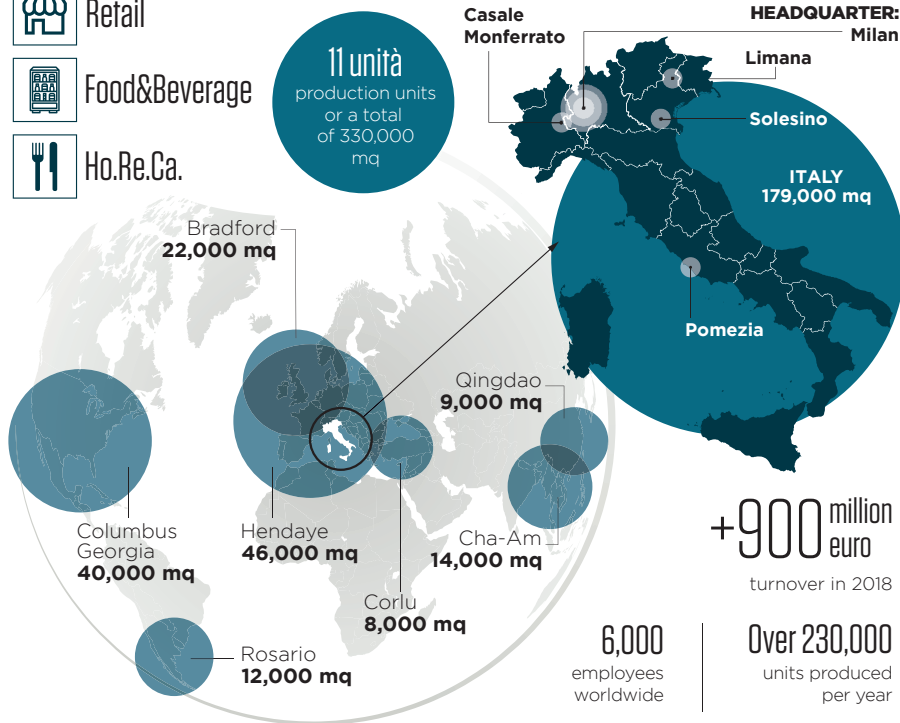 Retail
Food&Beverage
Ho.Re.Ca.
11 unità
production units
or a total
of 330,000
mq
Casale
Monferrato
HEADQUARTER:
Milan
Limana
Solesino
ITALY
179,000 mq
Pomezia
Bradford
22,000 mq
Qingdao
9,000 mq
Columbus
Georgia
40,000 mq
Hendaye
46,000 mq
Cha-Am
14,000 mq
Corlu
8,000 mq
Rosario
12,000 mq
+900 million
euro
turnover in 2018
6,000
employees
worldwide
Over 230,000
units produced
per year